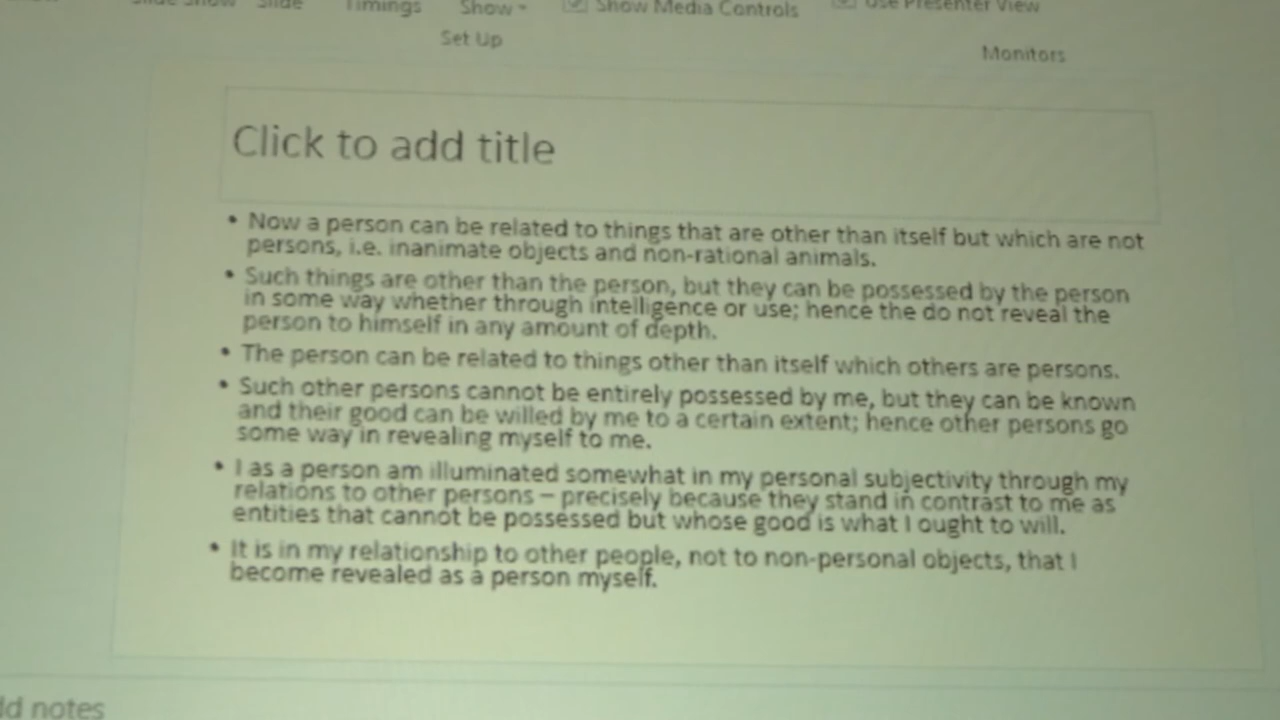 Slide Show Slide Timings Show Show Media Controls Use Presenter View
Set Up Monitors
Click to add title
• Now a person can be related to things that are other than itself but which are not
persons, i.e. inanimate objects and non-rational animals.
• Such things are other than the person, but they can be possessed by the person
in some way whether through intelligence or use; hence the do not reveal the
person to himself in any amount of depth.
• The person can be related to things other than itself which others are persons.
• Such other persons cannot be entirely possessed by me, but they can be known
and their good can be willed by me to a certain extent; hence other persons go
some way in revealing myself to me.
• I as a person am illuminated somewhat in my personal subjectivity through my
relations to other persons – precisely because they stand in contrast to me as
entities that cannot be possessed but whose good is what I ought to will.
• It is in my relationship to other people, not to non-personal objects, that I
become revealed as a person myself.
dd notes